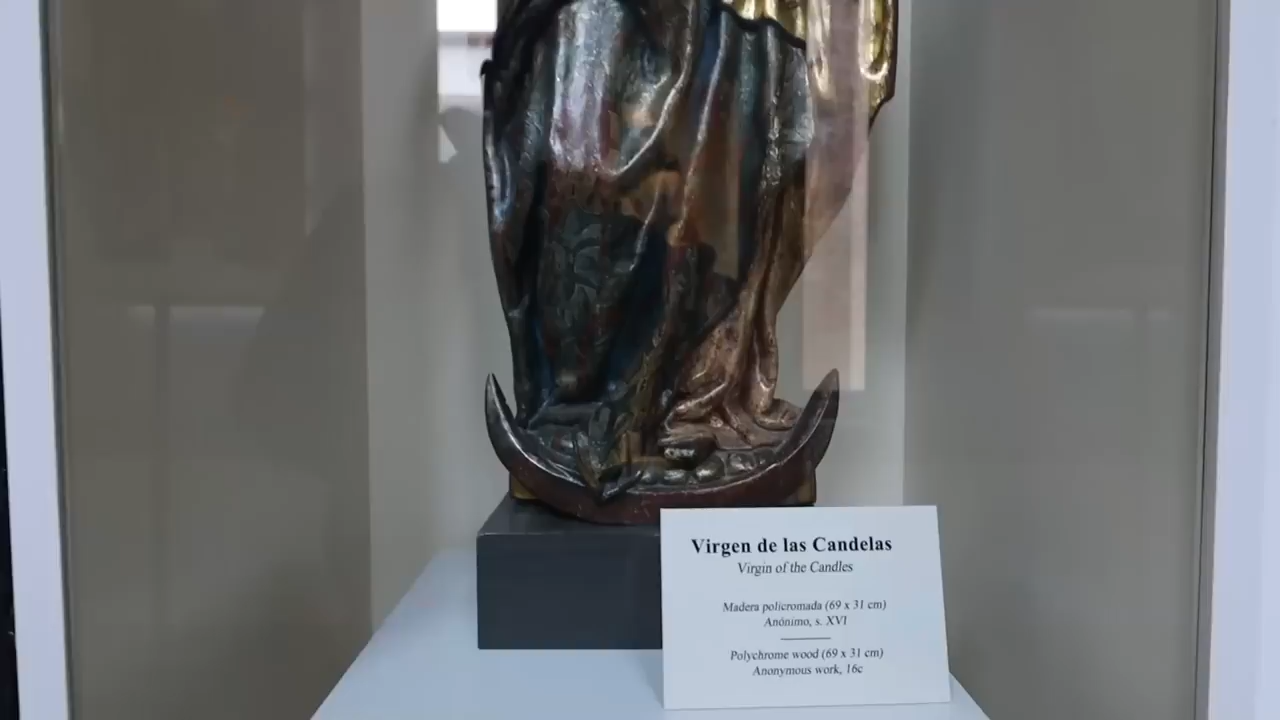 Virgen de las Candelas
Virgin of the Candles
Madera policromada (69 x 31 cm)
Anónimo, s. XVI
Polychrome wood (69 x 31 cm)
Anonymous work, 16c